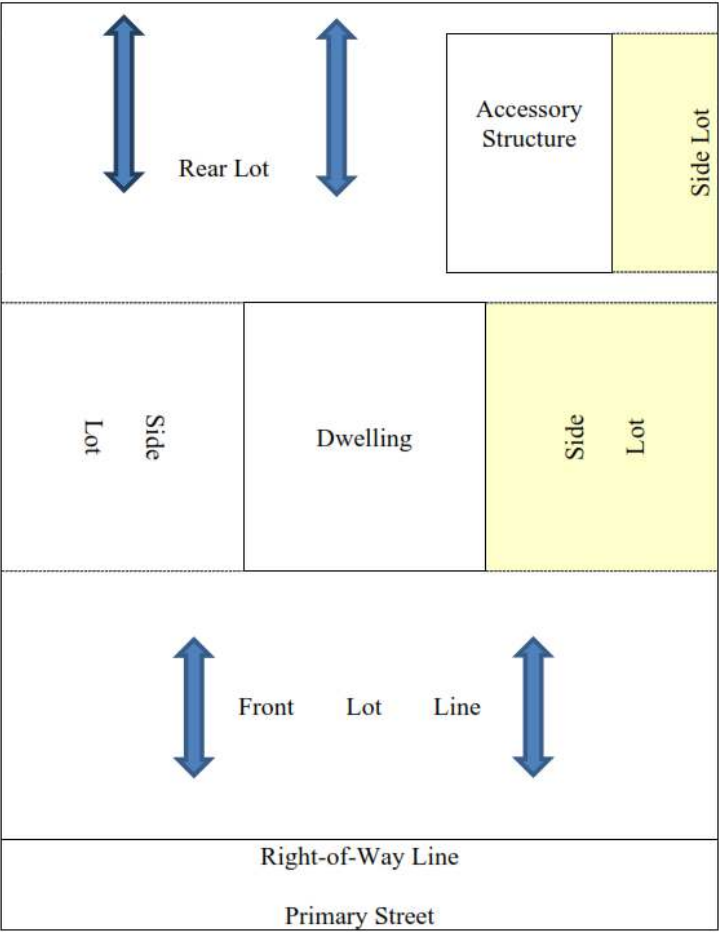 Accessory
Structure
Side Lot
Rear Lot
Side
Lot
Dwelling
Side
Lot
Front Lot Line
Right-of-Way Line
Primary Street